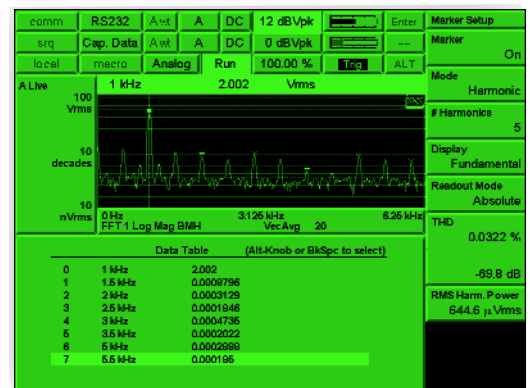 comm RS232 Awt A DC 12 dBVpk Enter Marker Setup
srq Cap. Data Awt A DC 0 dBVpk -- Marker On
local macro Analog Run 100.00 % Trig ALT
Mode Harmonic
A Live 1 kHz 2.002 Vrms
100 Vrms
# Harmonics 5
10 decades
Display Fundamental
Readout Mode Absolute
10 nVrms
0 Hz 3.125 kHz 6.25 kHz
FFT 1 Log Mag BMH Vec Avg 20
THD 0.0322 %
-69.8 dB
Data Table (Alt-Knob or BkSpc to select)
RMS Harm. Power 644.6 µVrms
0 1 kHz 2.002
1 1.5 kHz 0.0008796
2 2 kHz 0.0003129
3 2.5 kHz 0.0001846
4 3 kHz 0.0004735
5 3.5 kHz 0.0002022
6 5 kHz 0.0002888
7 5.5 kHz 0.000195